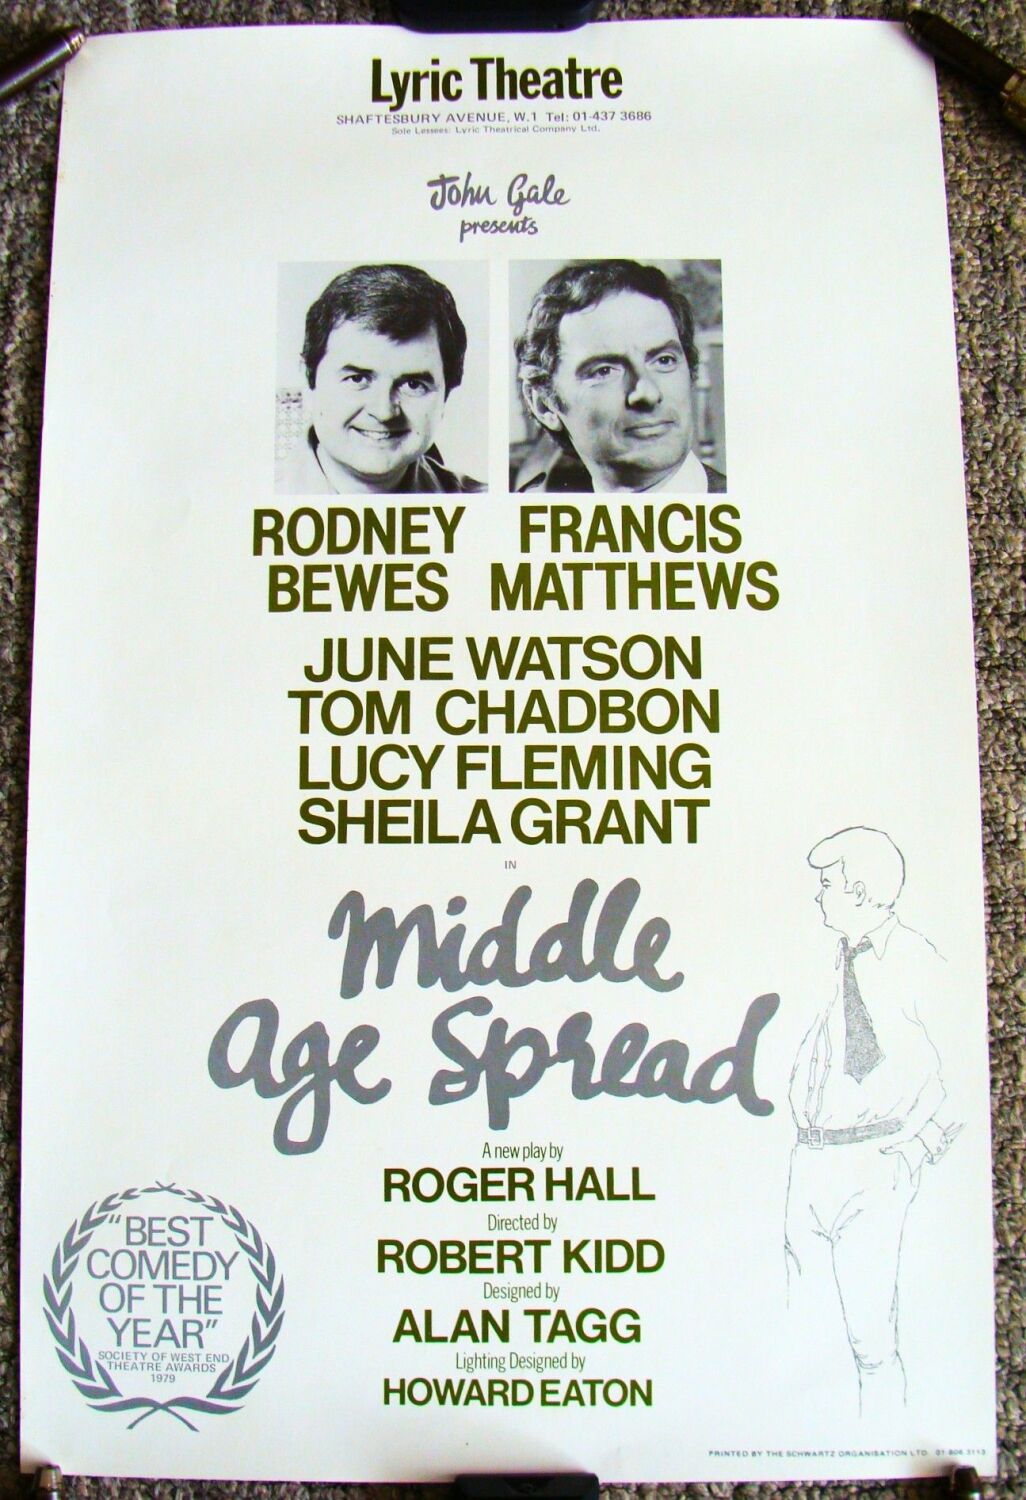 Lyric Theatre
SHAFTESBURY AVENUE, W.1 Tel: 01-437 3686
Sole Lessees: Lyric Theatrical Company Ltd.
John Gale
presents
RODNEY BEWES
FRANCIS MATTHEWS
JUNE WATSON
TOM CHADBON
LUCY FLEMING
SHEILA GRANT
IN
Middle
Age Spread
A new play by
ROGER HALL
Directed by
ROBERT KIDD
Designed by
ALAN TAGG
Lighting Designed by
HOWARD EATON
"BEST
COMEDY
OF THE
YEAR"
SOCIETY OF WEST END
THEATRE AWARDS
1979
PRINTED BY THE SCHWARTZ ORGANISATION LTD. 01 806 3113